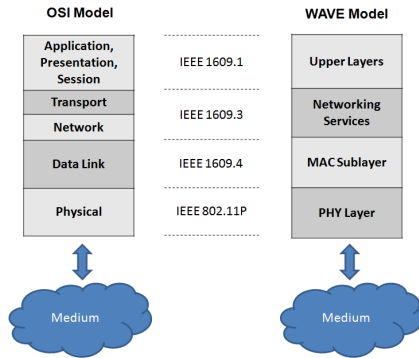 OSI Model
WAVE Model
Application,
Presentation,
Session
IEEE 1609.1
Upper Layers
Transport
Network
IEEE 1609.3
Networking
Services
Data Link
IEEE 1609.4
MAC Sublayer
Physical
IEEE 802.11P
PHY Layer
Medium
Medium